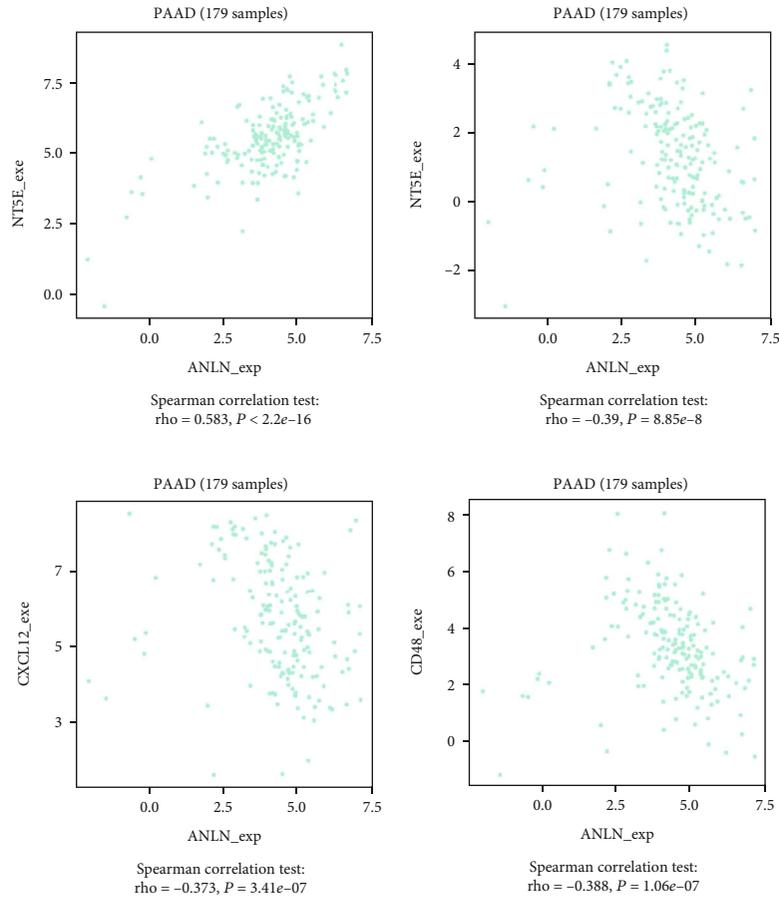 PAAD (179 samples)
NT5E_exe
7.5
5.0
2.5
0.0
0.0 2.5 5.0 7.5
ANLN_exp
Spearman correlation test:
rho = 0.583, P < 2.2e–16
PAAD (179 samples)
NT5E_exe
4
2
0
–2
0.0 2.5 5.0 7.5
ANLN_exp
Spearman correlation test:
rho = –0.39, P = 8.85e–8
PAAD (179 samples)
CXCL12_exe
7
5
3
0.0 2.5 5.0 7.5
ANLN_exp
Spearman correlation test:
rho = –0.373, P = 3.41e–07
PAAD (179 samples)
CD48_exe
8
6
4
2
0
0.0 2.5 5.0 7.5
ANLN_exp
Spearman correlation test:
rho = –0.388, P = 1.06e–07